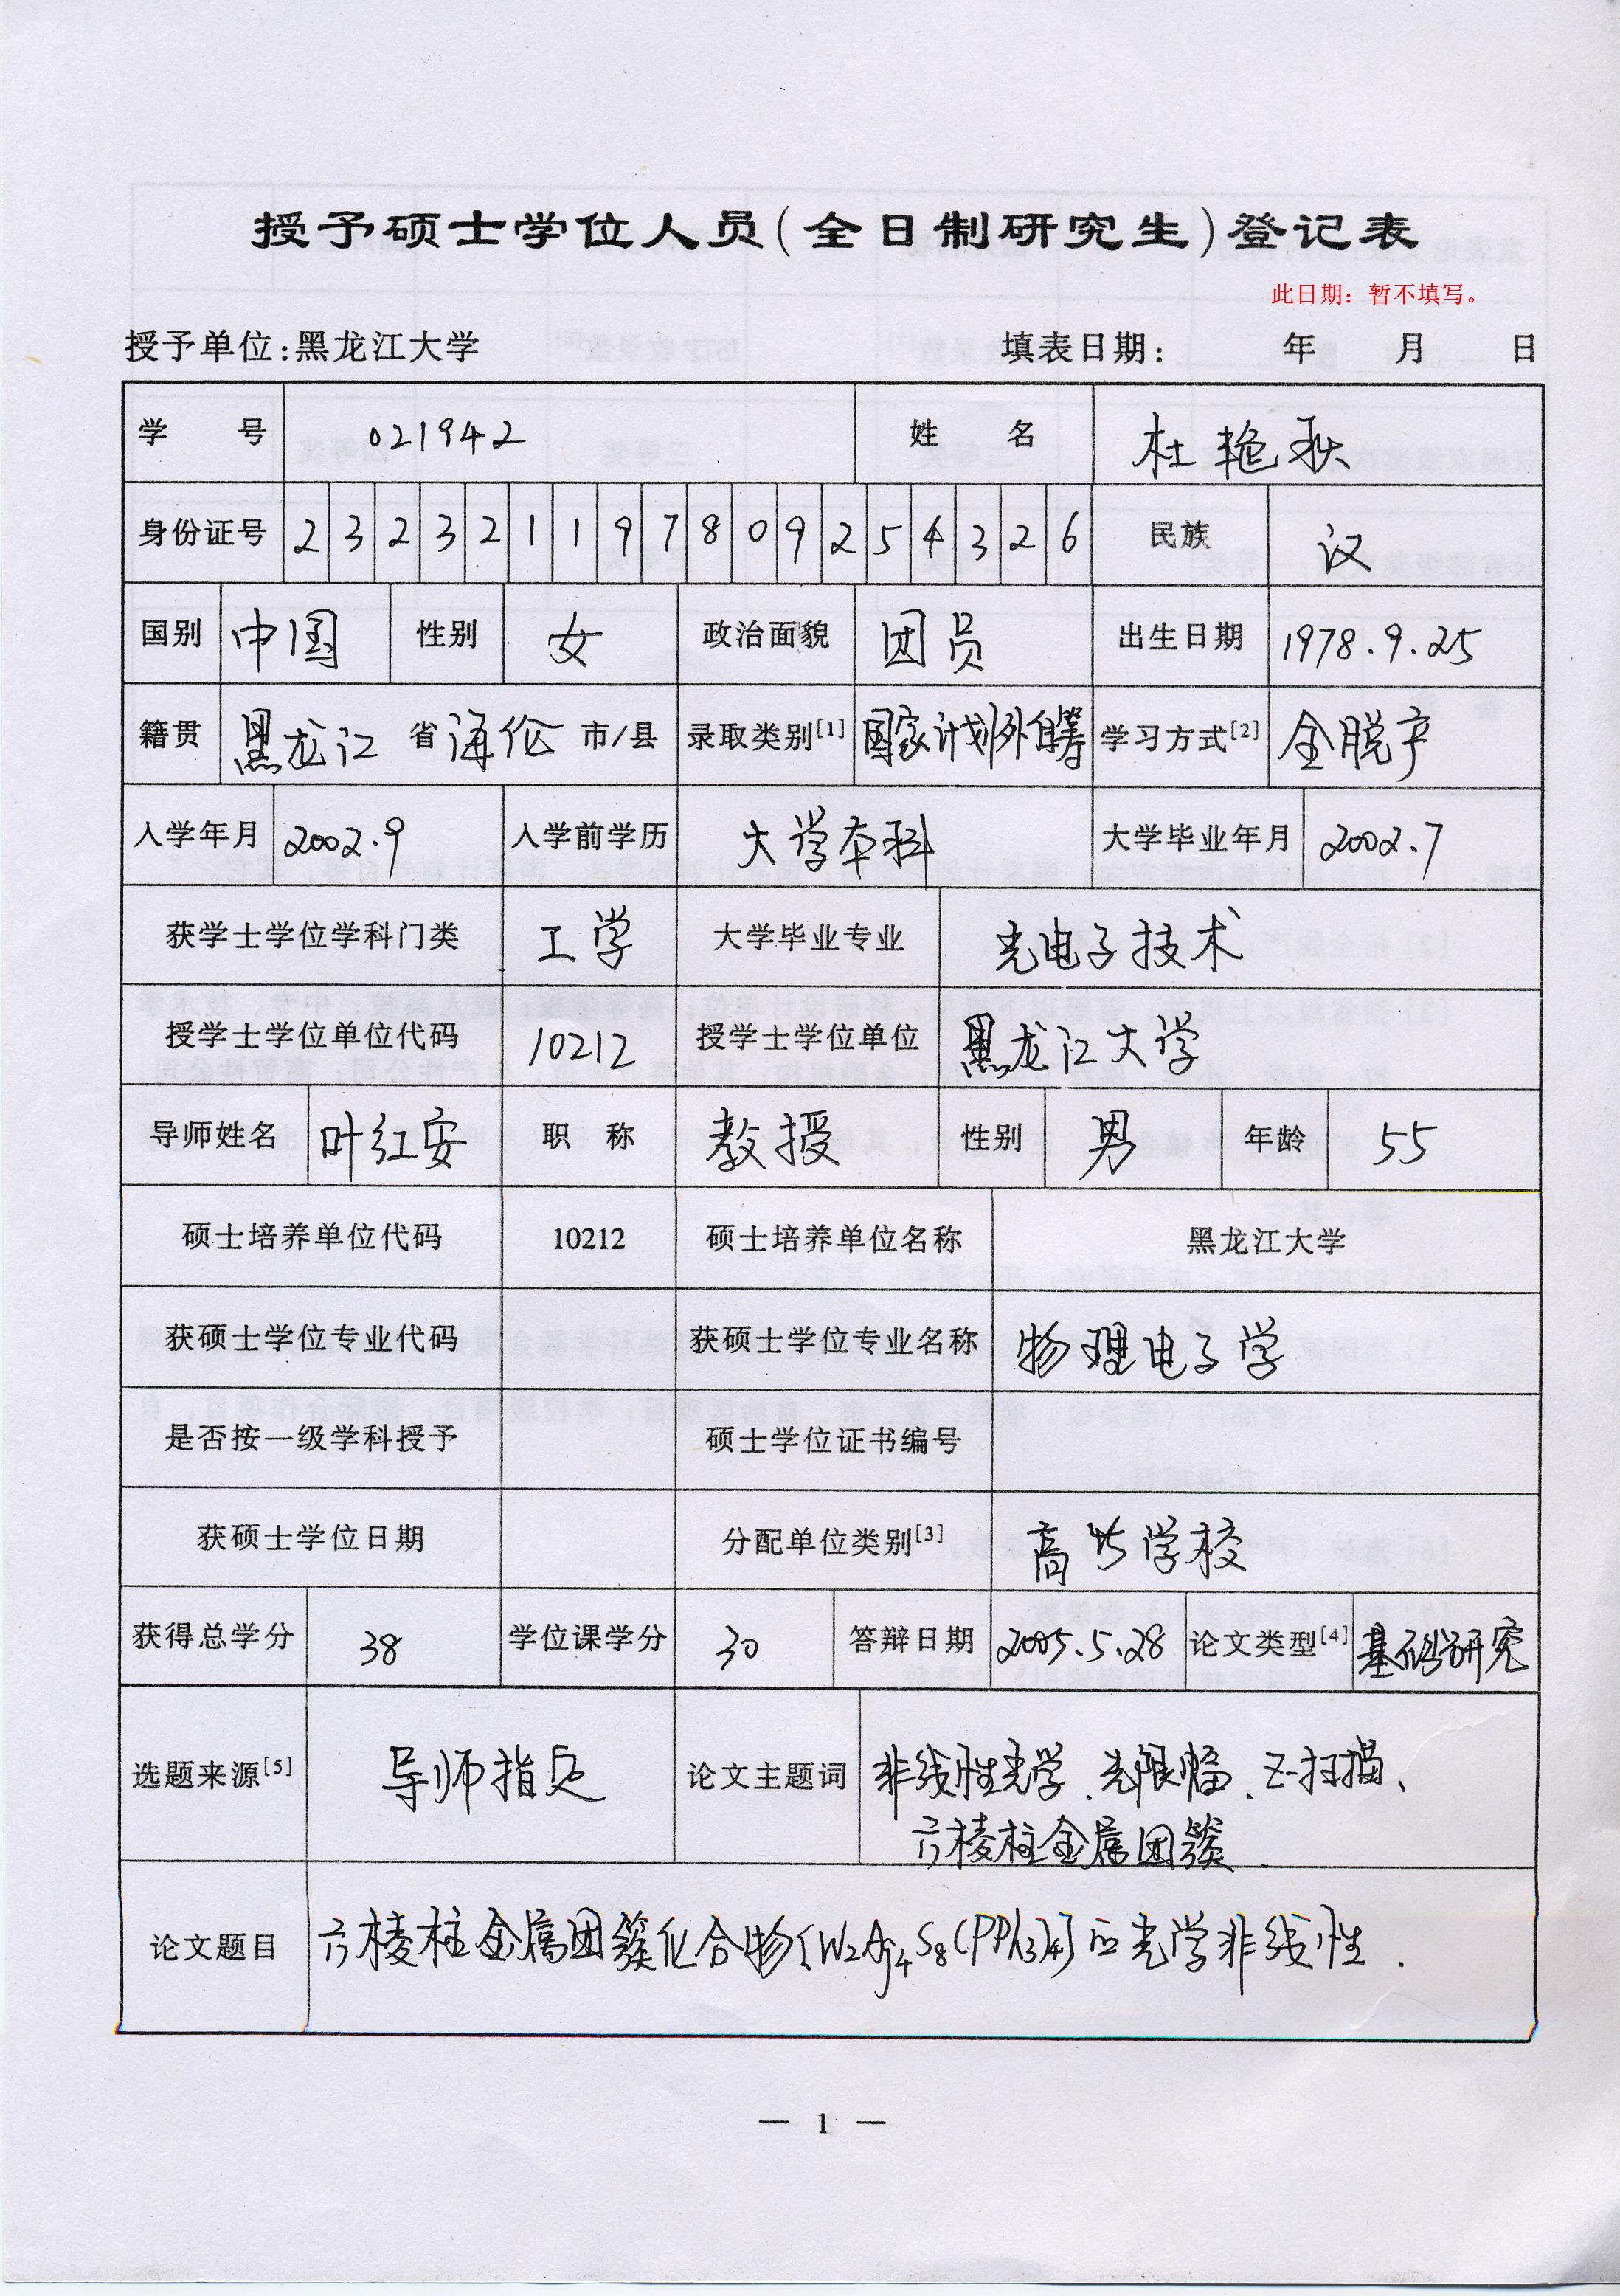 授予硕士学位人员(全日制研究生)登记表
此日期：暂不填写。
授予单位:黑龙江大学 填表日期: 年 月 日
学 号 021942 姓 名 杜艳秋
身份证号 232321197809254326 民族 汉
国别 中国 性别 女 政治面貌 团员 出生日期 1978.9.25
籍贯 黑龙江 省 海伦 市/县 录取类别[1] 国家计划外自筹 学习方式[2] 全脱产
入学年月 2002.9 入学前学历 大学本科 大学毕业年月 2002.7
获学士学位学科门类 工学 大学毕业专业 光电子技术
授学士学位单位代码 10212 授学士学位单位 黑龙江大学
导师姓名 叶红安 职 称 教授 性别 男 年龄 55
硕士培养单位代码 10212 硕士培养单位名称 黑龙江大学
获硕士学位专业代码 获硕士学位专业名称 物理电子学
是否按一级学科授予 硕士学位证书编号
获硕士学位日期 分配单位类别[3] 高等学校
获得总学分 38 学位课学分 30 答辩日期 2005.5.28 论文类型[4] 基础研究
选题来源[5] 导师指定 论文主题词 非线性光学、光限幅、Z-扫描、
六棱柱金属团簇
论文题目 六棱柱金属团簇化合物[W2Ag4S8(PPh3)4]的光学非线性.
— 1 —